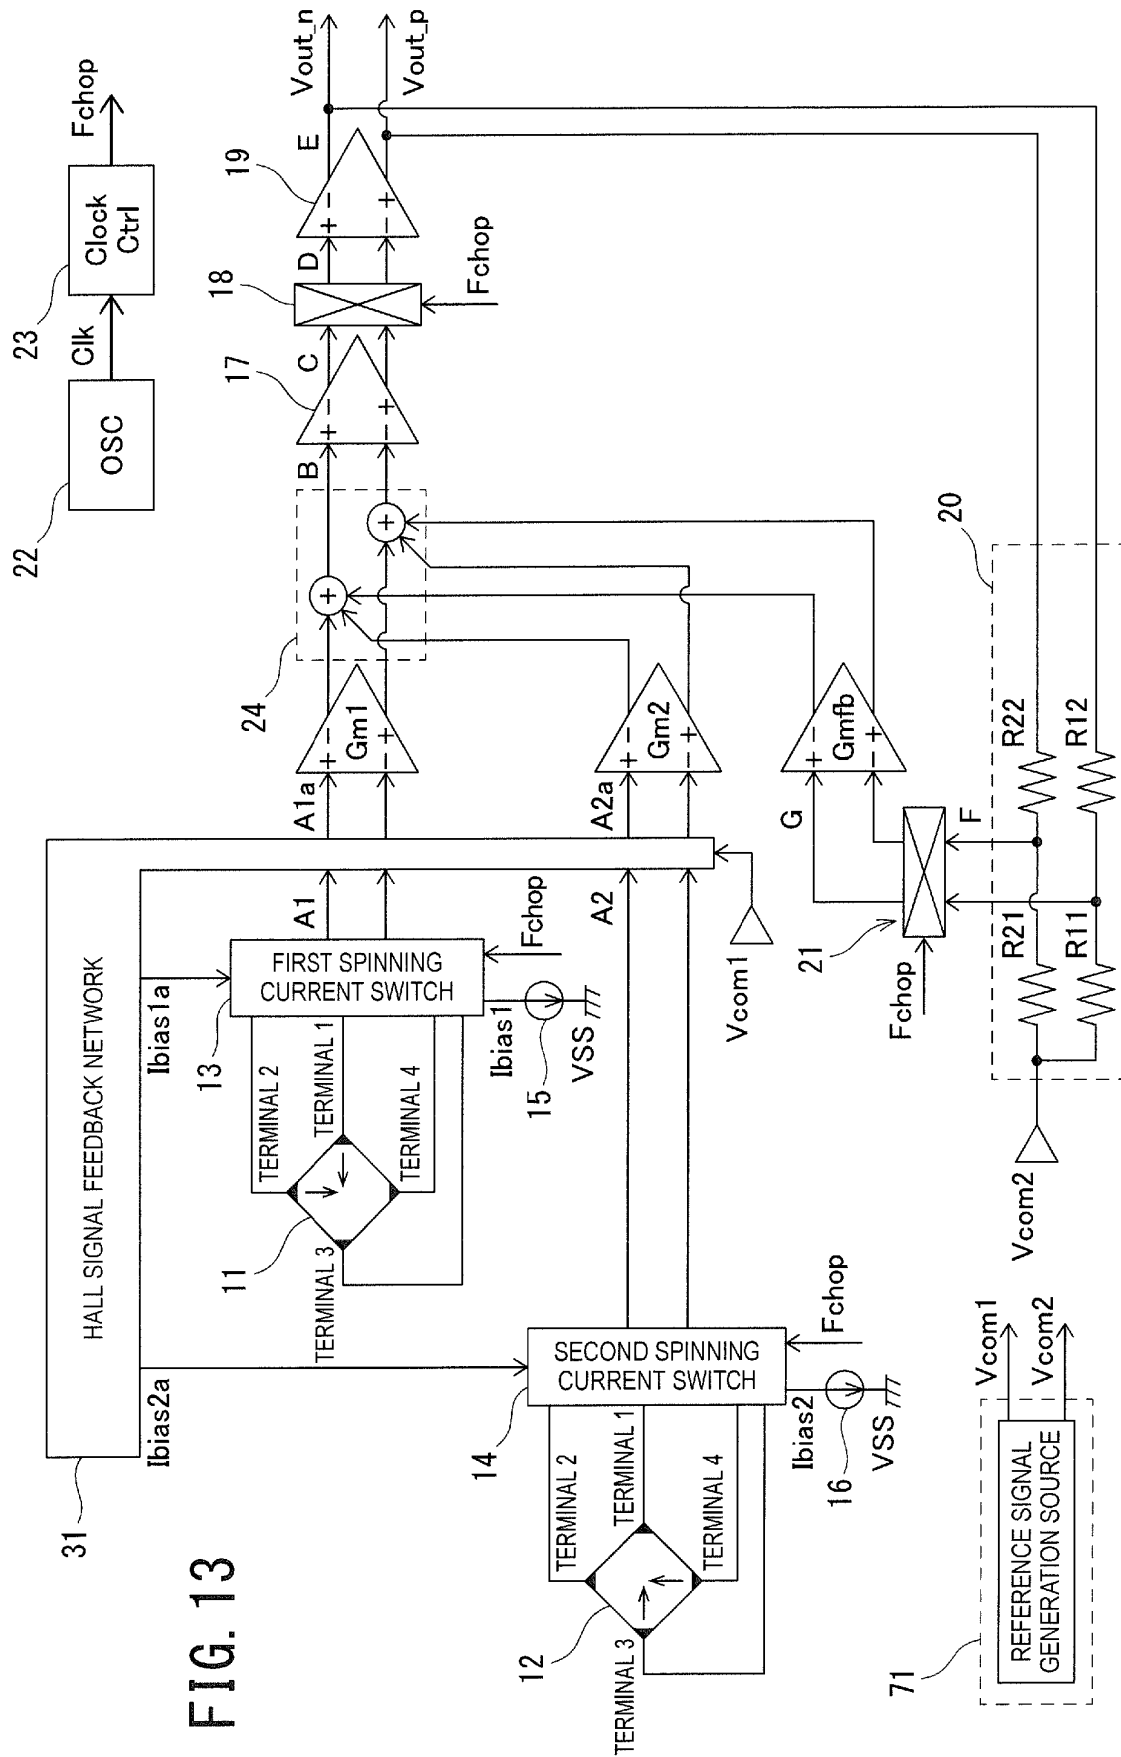 FIG. 13
31
HALL SIGNAL FEEDBACK NETWORK
Ibias2a
Ibias1a
13
FIRST SPINNING
CURRENT SWITCH
TERMINAL 2
TERMINAL 1
TERMINAL 4
TERMINAL 3
11
Ibias1
15
VSS
Fchop
A1
A1a
Gm1
+
-
-
+
24
+
+
B
17
+
-
-
+
C
18
Fchop
D
19
+
-
-
+
E
Vout_n
Vout_p
22
OSC
Clk
23
Clock
Ctrl
Fchop
14
SECOND SPINNING
CURRENT SWITCH
TERMINAL 2
TERMINAL 1
TERMINAL 4
TERMINAL 3
12
Ibias2
16
VSS
Fchop
A2
A2a
Gm2
+
-
-
+
Vcom1
21
Fchop
G
F
Gmfb
+
-
-
+
20
R21
R22
R11
R12
Vcom2
71
REFERENCE SIGNAL
GENERATION SOURCE
Vcom1
Vcom2